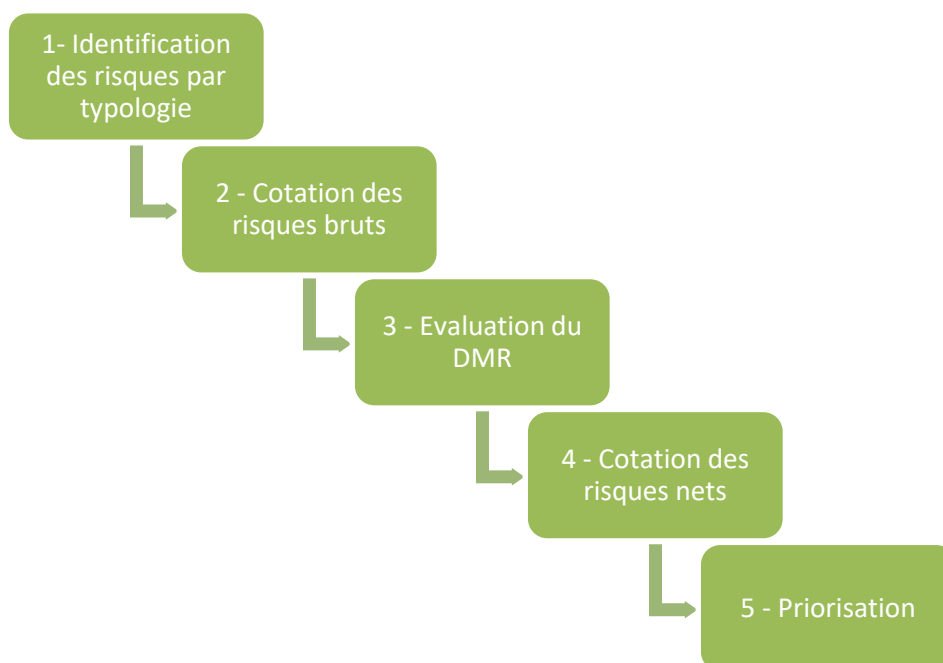 1- Identification
des risques par
typologie
2 - Cotation des
risques bruts
3 - Evaluation du
DMR
4 - Cotation des
risques nets
5 - Priorisation